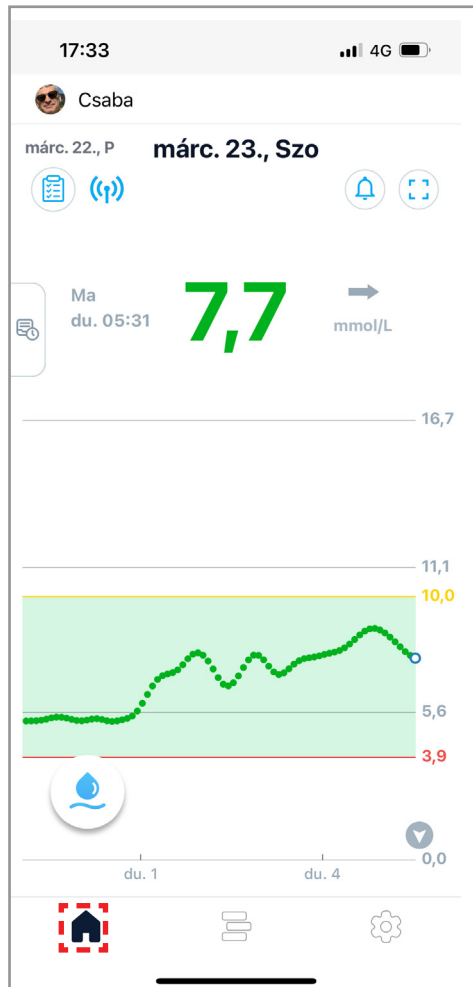 17:33 4G
Csaba
márc. 22., P márc. 23., Szo
Ma
du. 05:31
7,7
mmol/L
16,7
11,1
10,0
5,6
3,9
0,0
du. 1 du. 4